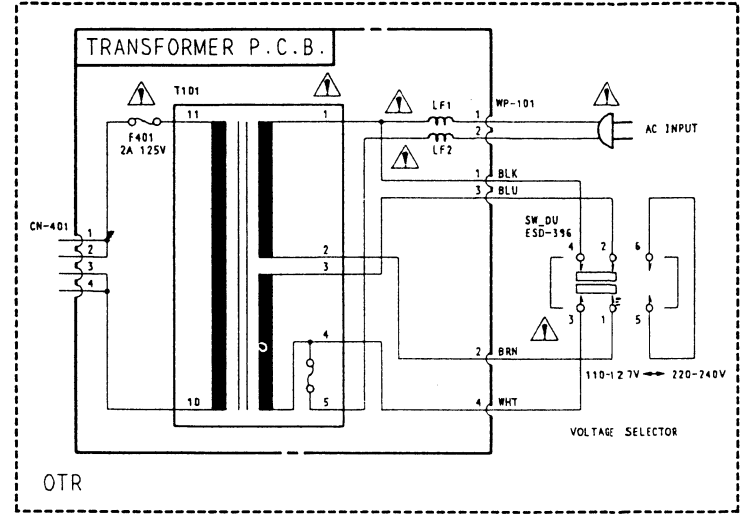 TRANSFORMER P.C.B.
T101
WP-101
LF1
11
1
1
F401
2A 125V
2
AC INPUT
LF2
1 BLK
3 BLU
CN-401
SW_DU
ESD-396
1
4 2 6
2
2
3
3
4
4
3 1 5
2 BRN
110-127V 220-240V
10
5
4 WHT
VOLTAGE SELECTOR
OTR